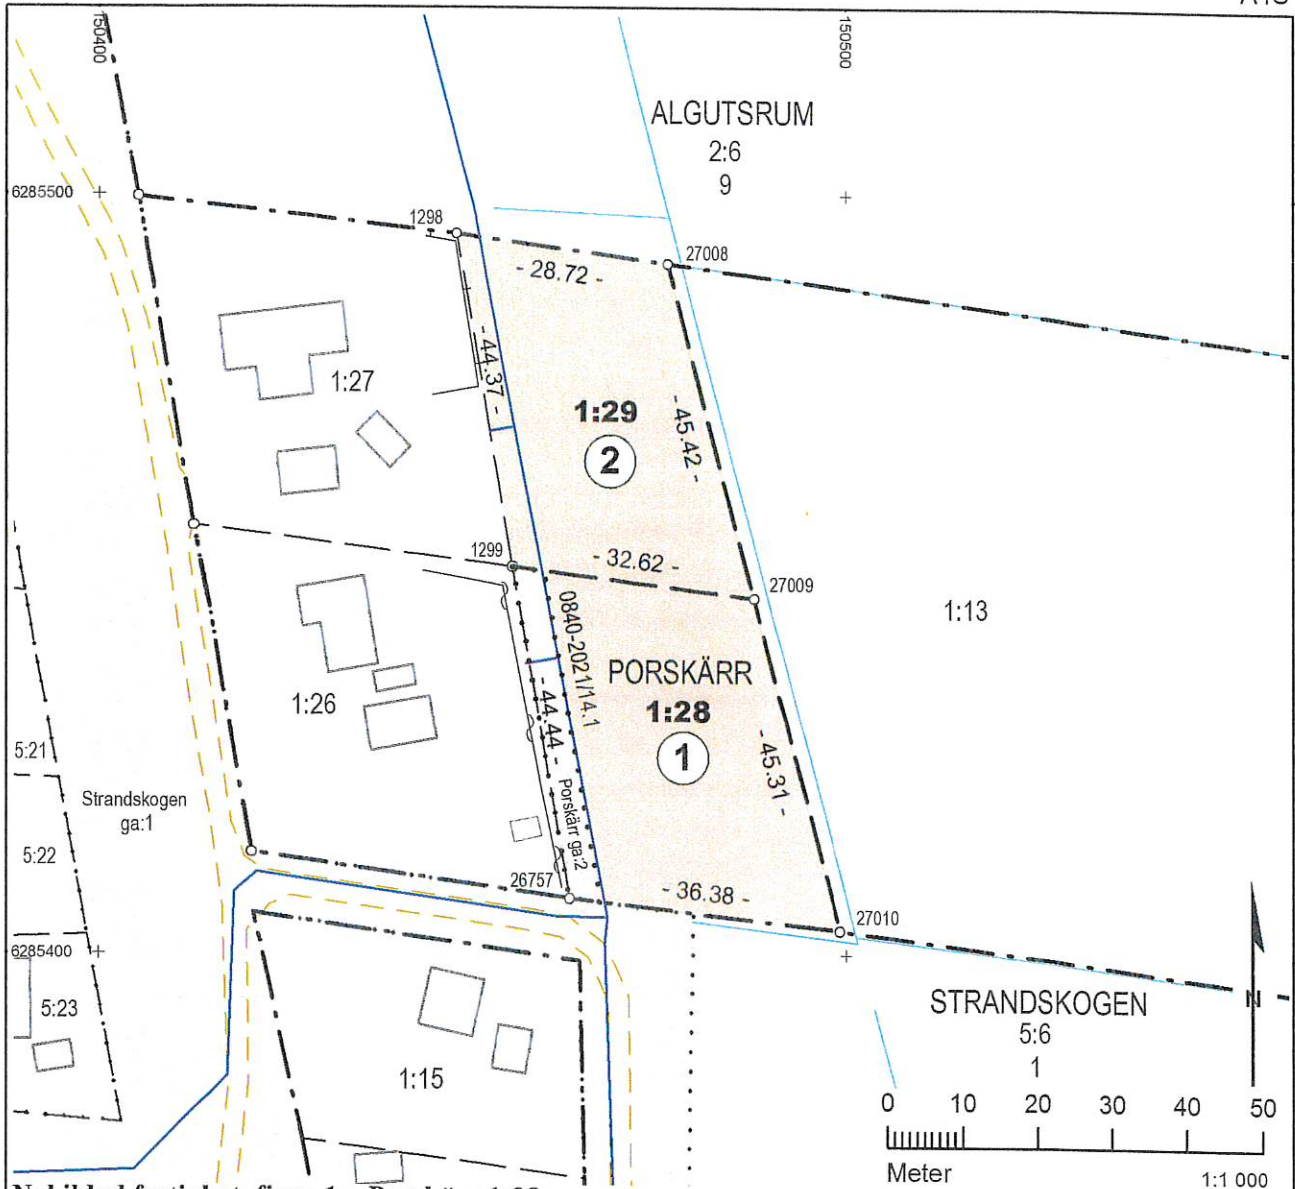 150400
150500
ALGUTSRUM
2:6
9
6285500
1298
27008
- 28.72 -
- 44.37 -
1:27
1:29
2
- 45.42 -
1299
- 32.62 -
27009
1:13
0840-2021/14.1
PORSKÄRR
1:28
1
1:26
- 44.44 -
- 45.31 -
Porskärr ga:2
5:21
Strandskogen
ga:1
5:22
26757
- 36.38 -
27010
6285400
5:23
STRANDSKOGEN
5:6
1
N
1:15
0 10 20 30 40 50
Meter
1:1 000